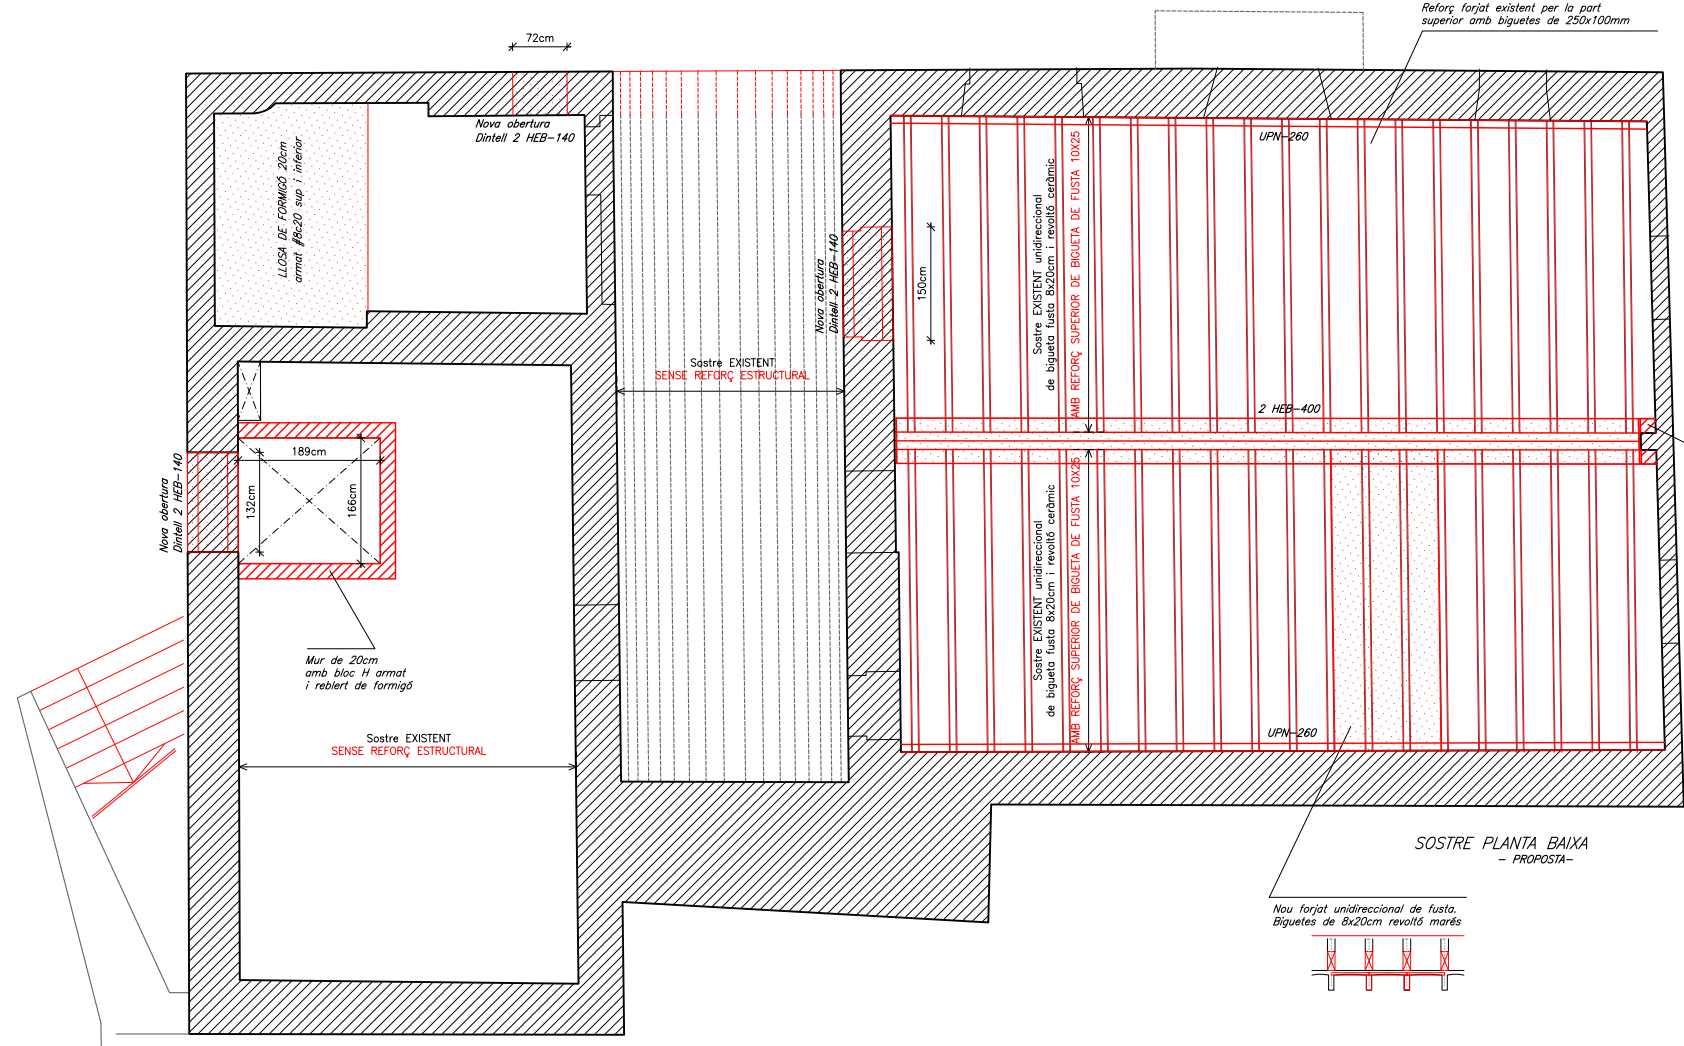 Reforç forjat existent per la part
superior amb biguetes de 250x100mm
72cm
Nova obertura
Dintell 2 HEB-140
UPN-260
LLOSA DE FORMIGÓ 20cm
armat #8c20 sup i inferior
Sostre EXISTENT unidireccional
de bigueta fusta 8x20cm i revoltó ceràmic
AMB REFORÇ SUPERIOR DE BIGUETA DE FUSTA 10X25
150cm
Nova obertura
Dintell 2 HEB-140
Sostre EXISTENT
SENSE REFORÇ ESTRUCTURAL
2 HEB-400
189cm
132cm
166cm
Nova obertura
Dintell 2 HEB-140
Sostre EXISTENT unidireccional
de bigueta fusta 8x20cm i revoltó ceràmic
AMB REFORÇ SUPERIOR DE BIGUETA DE FUSTA 10X25
Mur de 20cm
amb bloc H armat
i reblert de formigó
Sostre EXISTENT
SENSE REFORÇ ESTRUCTURAL
UPN-260
SOSTRE PLANTA BAIXA
- PROPOSTA-
Nou forjat unidireccional de fusta.
Biguetes de 8x20cm revoltó marés